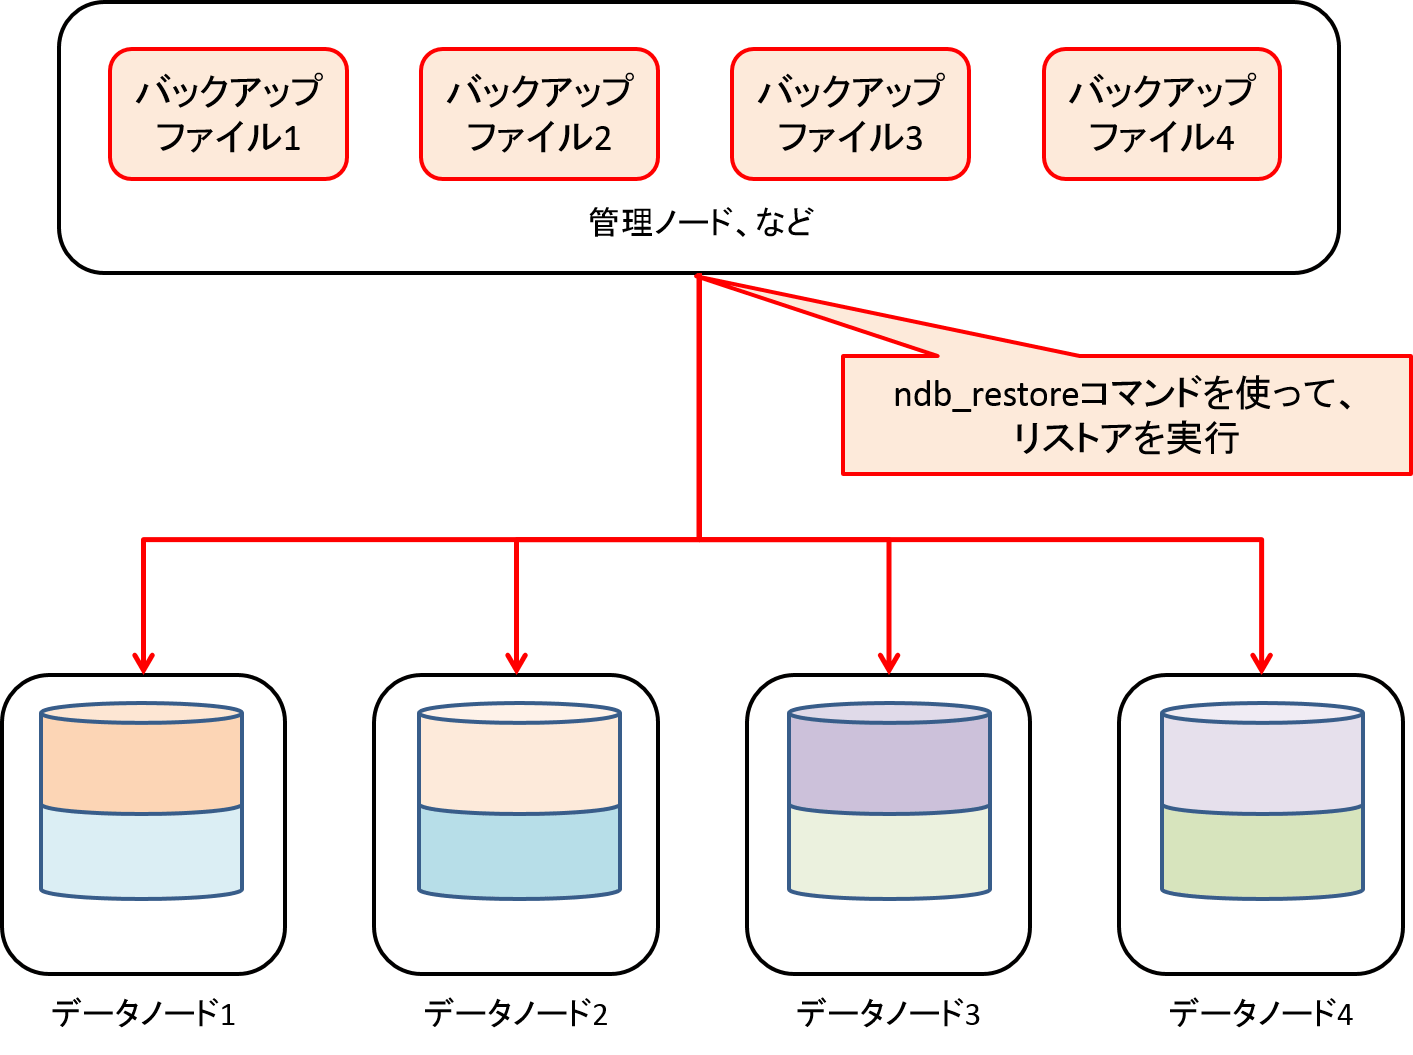 バックアップ
ファイル1
バックアップ
ファイル2
バックアップ
ファイル3
バックアップ
ファイル4
管理ノード、など
ndb_restoreコマンドを使って、
リストアを実行
データノード1
データノード2
データノード3
データノード4